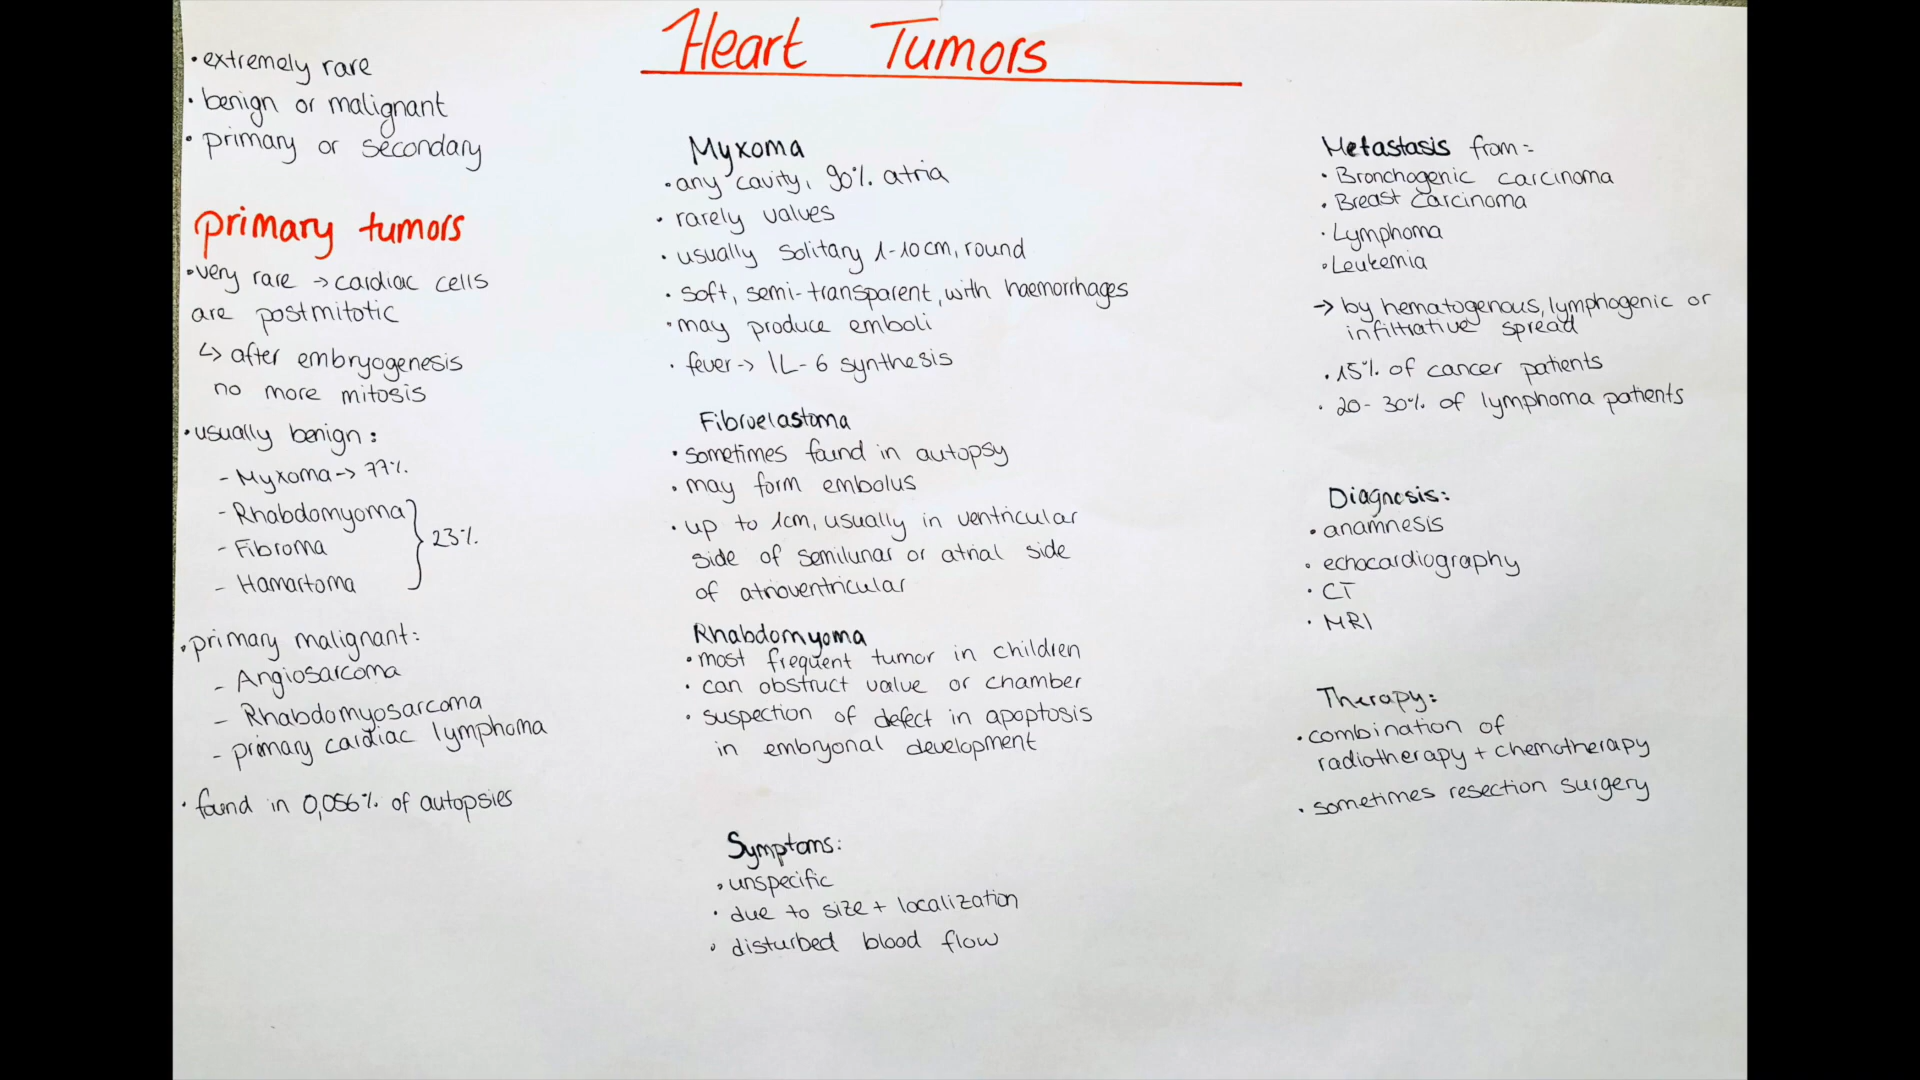 Heart Tumors
• extremely rare
• benign or malignant
• primary or secondary
primary tumors
• very rare → cardiac cells
are postmitotic
↳ after embryogenesis
no more mitosis
• usually benign:
- Myxoma -> 77%
- Rhabdomyoma
- Fibroma
- Hamartoma
23%
• primary malignant:
- Angiosarcoma
- Rhabdomyosarcoma
- primary cardiac lymphoma
• found in 0,056% of autopsies
Myxoma
• any cavity, 90% atria
• rarely values
• usually solitary 1-10cm, round
• soft, semi-transparent, with haemorrhages
• may produce emboli
• fever -> IL-6 synthesis
Fibroelastoma
• sometimes found in autopsy
• may form embolus
• up to 1cm, usually in ventricular
side of semilunar or atrial side
of atrioventricular
Rhabdomyoma
• most frequent tumor in children
• can obstruct value or chamber
• suspection of defect in apoptosis
in embryonal development
Symptoms:
• unspecific
• due to size + localization
• disturbed blood flow
Metastasis from:
• Bronchogenic carcinoma
• Breast carcinoma
• Lymphoma
• Leukemia
→ by hematogenous, lymphogenic or
infiltrative spread
• 15% of cancer patients
• 20-30% of lymphoma patients
Diagnosis:
• anamnesis
• echocardiography
• CT
• MRI
Therapy:
• combination of
radiotherapy + chemotherapy
• sometimes resection surgery